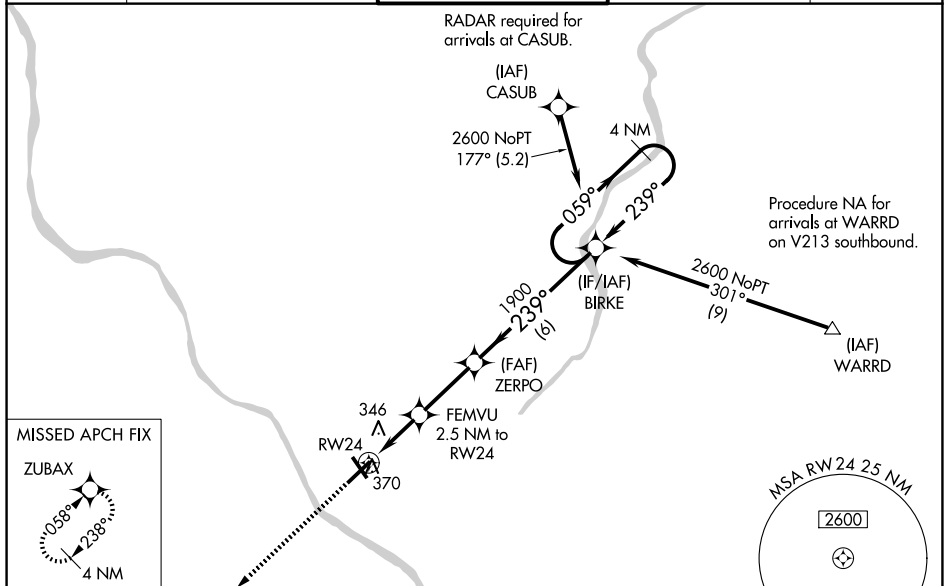 RADAR required for
arrivals at CASUB.
(IAF)
CASUB
2600 NoPT
177° (5.2)
4 NM
059°
239°
Procedure NA for
arrivals at WARRD
on V213 southbound.
(IF/IAF)
BIRKE
2600 NoPT
301°
(9)
(IAF)
WARRD
1900
239°
(6)
(FAF)
ZERPO
346
FEMVU
2.5 NM to
RW24
RW24
370
MISSED APCH FIX
ZUBAX
058°
238°
4 NM
MSA RW24 25 NM
2600